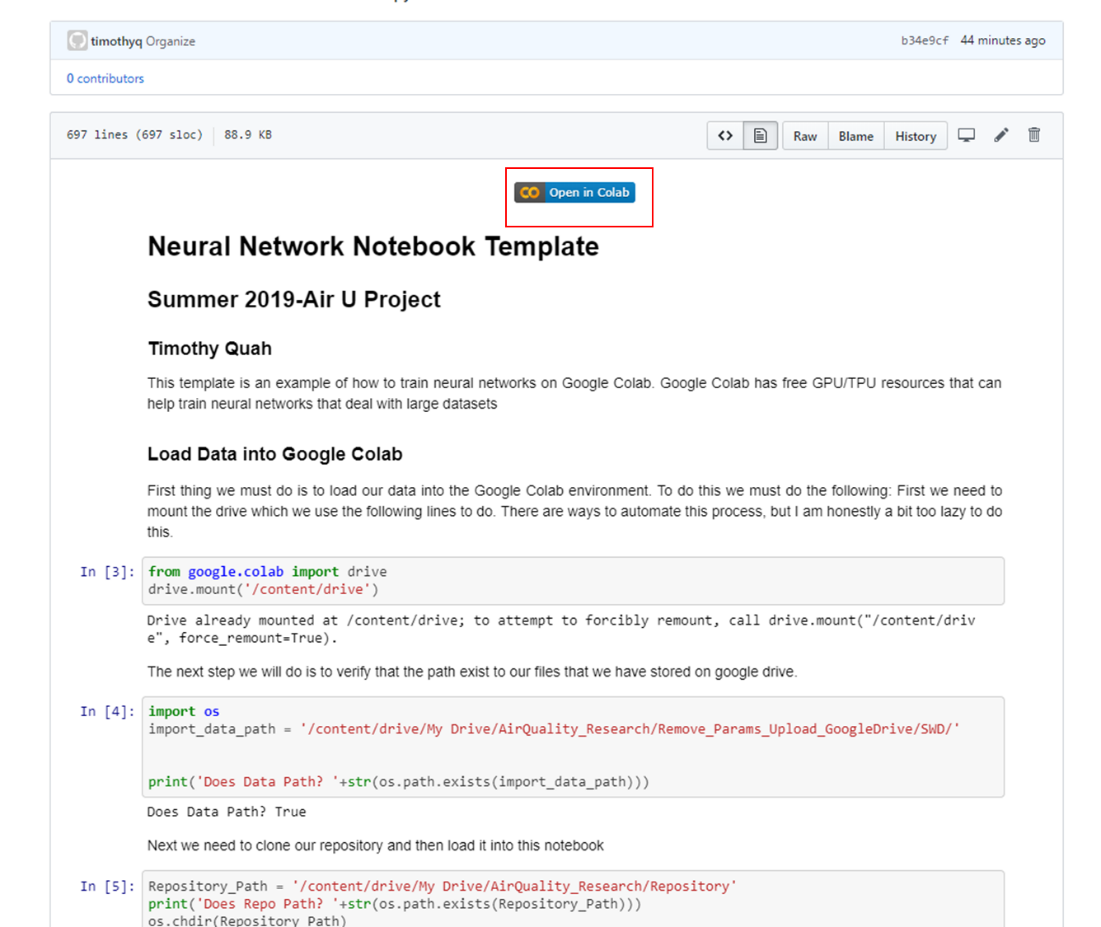 timothyq Organize
b34e9cf 44 minutes ago
0 contributors
697 lines (697 sloc) 88.9 KB
<> Raw Blame History
CO Open in Colab
Neural Network Notebook Template
Summer 2019-Air U Project
Timothy Quah
This template is an example of how to train neural networks on Google Colab. Google Colab has free GPU/TPU resources that can
help train neural networks that deal with large datasets
Load Data into Google Colab
First thing we must do is to load our data into the Google Colab environment. To do this we must do the following: First we need to
mount the drive which we use the following lines to do. There are ways to automate this process, but I am honestly a bit too lazy to do
this.
In [3]: from google.colab import drive
drive.mount('/content/drive')
Drive already mounted at /content/drive; to attempt to forcibly remount, call drive.mount("/content/driv
e", force_remount=True).
The next step we will do is to verify that the path exist to our files that we have stored on google drive.
In [4]: import os
import_data_path = '/content/drive/My Drive/AirQuality_Research/Remove_Params_Upload_GoogleDrive/SWD/'
print('Does Data Path? '+str(os.path.exists(import_data_path)))
Does Data Path? True
Next we need to clone our repository and then load it into this notebook
In [5]: Repository_Path = '/content/drive/My Drive/AirQuality_Research/Repository'
print('Does Repo Path? '+str(os.path.exists(Repository_Path)))
os.chdir(Repository_Path)